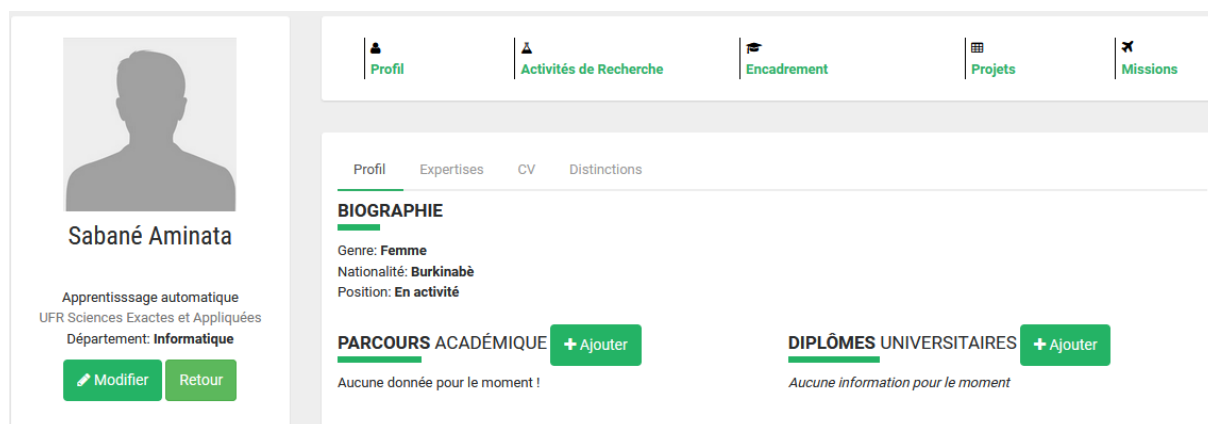 Profil
Activités de Recherche
Encadrement
Projets
Missions
Sabané Aminata
Apprentisssage automatique
UFR Sciences Exactes et Appliquées
Département: Informatique
Modifier
Retour
Profil
Expertises
CV
Distinctions
BIOGRAPHIE
Genre: Femme
Nationalité: Burkinabè
Position: En activité
PARCOURS ACADÉMIQUE
+ Ajouter
Aucune donnée pour le moment !
DIPLÔMES UNIVERSITAIRES
+ Ajouter
Aucune information pour le moment